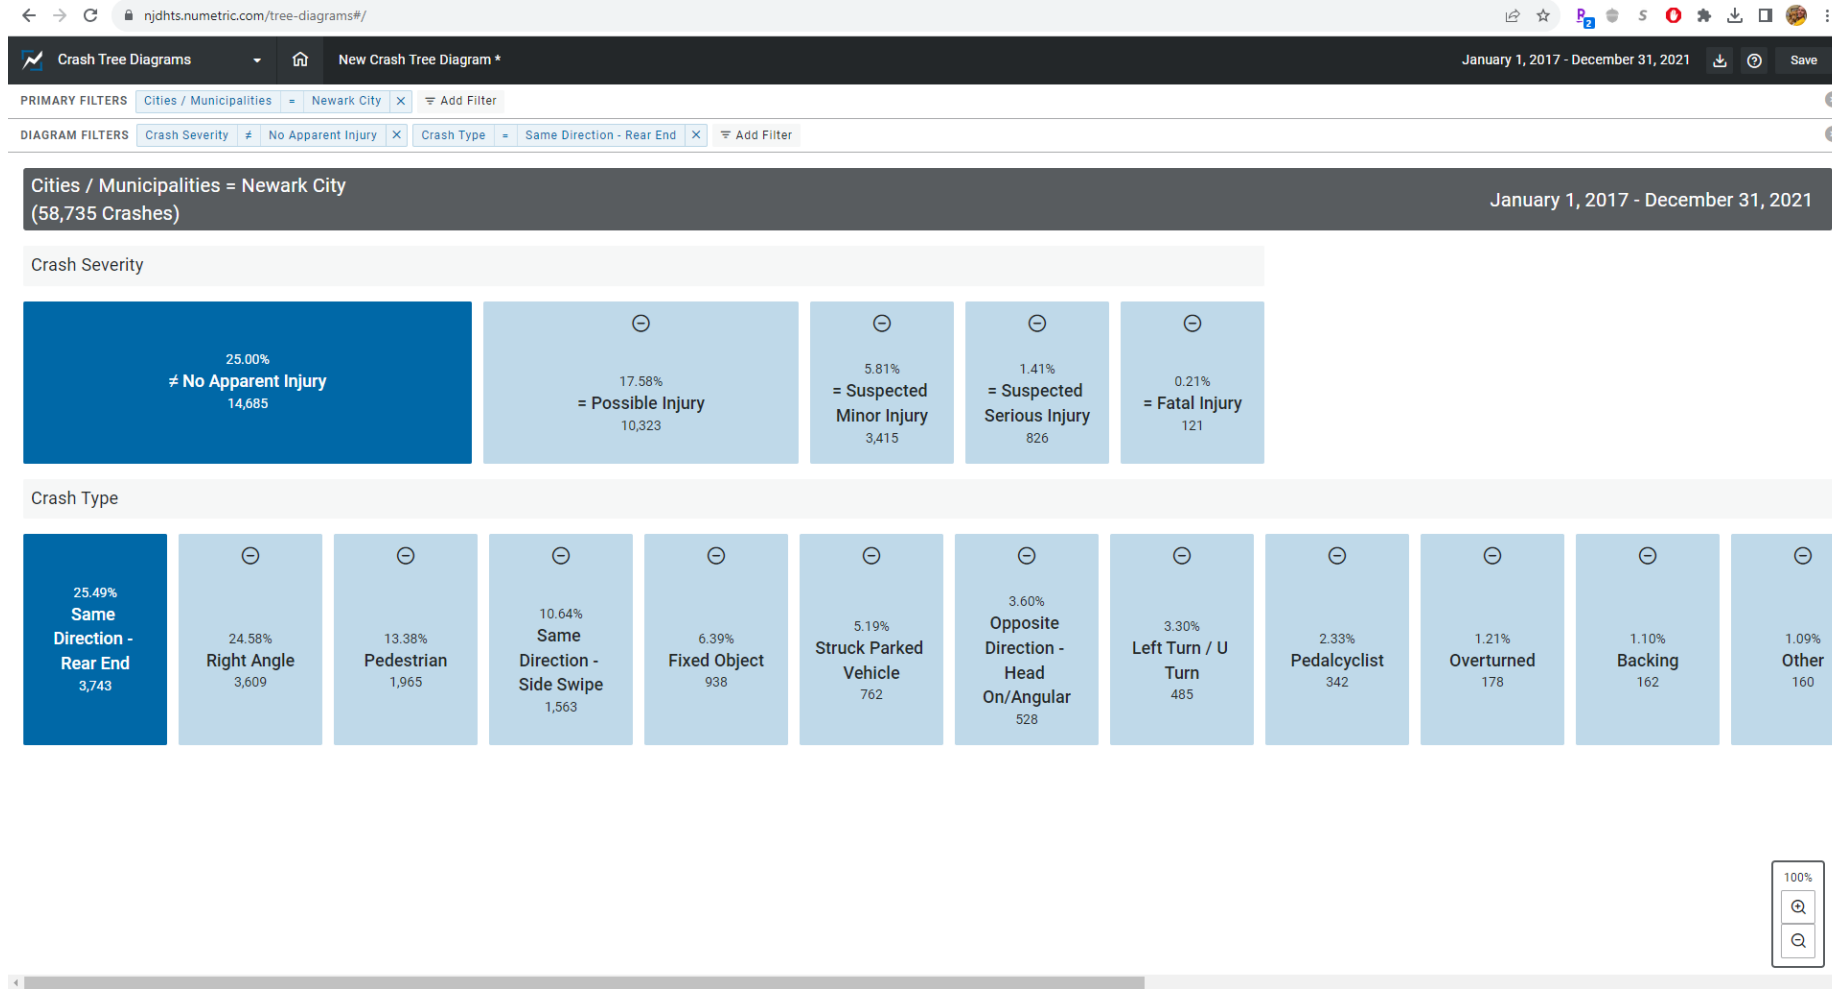 njdhts.numetric.com/tree-diagrams#/
2
Crash Tree Diagrams
New Crash Tree Diagram *
January 1, 2017 - December 31, 2021
Save
PRIMARY FILTERS
Cities / Municipalities = Newark City
Add Filter
DIAGRAM FILTERS
Crash Severity ≠ No Apparent Injury
Crash Type = Same Direction - Rear End
Add Filter
Cities / Municipalities = Newark City
(58,735 Crashes)
January 1, 2017 - December 31, 2021
Crash Severity
25.00%
≠ No Apparent Injury
14,685
17.58%
= Possible Injury
10,323
5.81%
= Suspected
Minor Injury
3,415
1.41%
= Suspected
Serious Injury
826
0.21%
= Fatal Injury
121
Crash Type
25.49%
Same
Direction -
Rear End
3,743
24.58%
Right Angle
3,609
13.38%
Pedestrian
1,965
10.64%
Same
Direction -
Side Swipe
1,563
6.39%
Fixed Object
938
5.19%
Struck Parked
Vehicle
762
3.60%
Opposite
Direction -
Head
On/Angular
528
3.30%
Left Turn / U
Turn
485
2.33%
Pedalcyclist
342
1.21%
Overturned
178
1.10%
Backing
162
1.09%
Other
160
100%